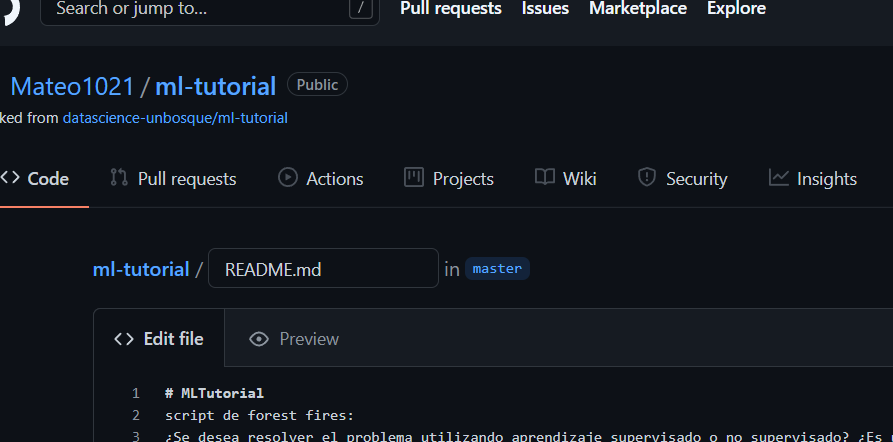 Search or jump to... /
Pull requests Issues Marketplace Explore
Mateo1021 / ml-tutorial Public
ked from datascience-unbosque/ml-tutorial
<> Code Pull requests Actions Projects Wiki Security Insights
ml-tutorial / README.md in master
<> Edit file Preview
1 # MLTutorial
2 script de forest fires:
3 ¿Se desea resolver el problema utilizando aprendizaje supervisado o no supervisado? ¿Es